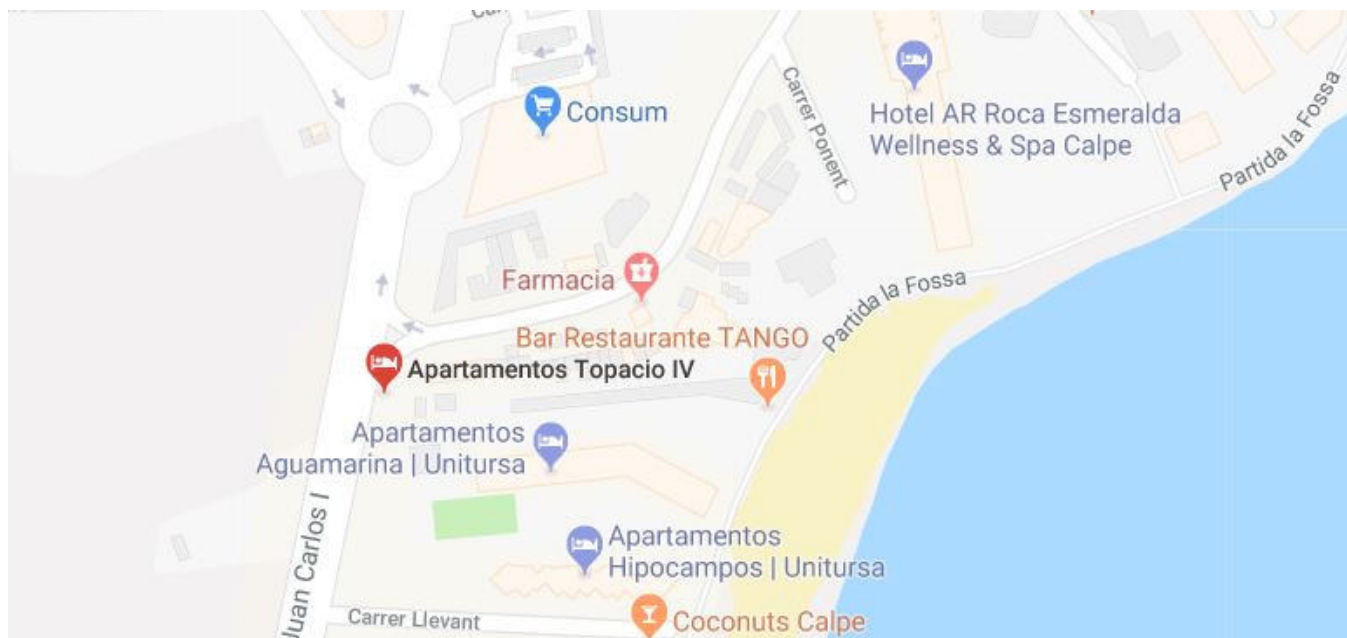 Consum
Carrer Ponent
Hotel AR Roca Esmeralda
Wellness & Spa Calpe
Partida la Fossa
Farmacia
Partida la Fossa
Bar Restaurante TANGO
Apartamentos Topacio IV
Apartamentos
Aguamarina | Unitursa
Apartamentos
Hipocampos | Unitursa
Juan Carlos I
Carrer Llevant
Coconuts Calpe